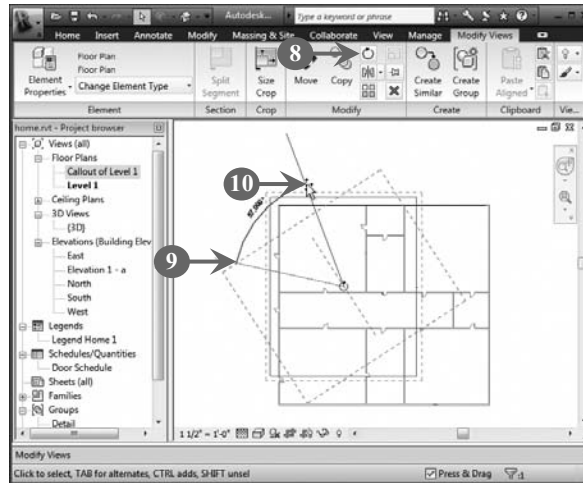 Autodesk...
Type a keyword or phrase
Home Insert Annotate Modify Massing & Site Collaborate View Manage Modify Views
8
Floor Plan
Floor Plan
Element Properties
Change Element Type
Split Segment
Size Crop
Move
Copy
Create Similar
Create Group
Paste Aligned
Element Section Crop Modify Create Clipboard Vie...
home.rvt - Project browser
Views (all)
Floor Plans
Callout of Level 1
Level 1
Ceiling Plans
3D Views
{3D}
Elevations (Building Elev
East
Elevation 1 - a
North
South
West
Legends
Legend Home 1
Schedules/Quantities
Door Schedule
Sheets (all)
Families
Groups
Detail
10
9
1 1/2" = 1'-0"
Modify Views
Click to select, TAB for alternates, CTRL adds, SHIFT unsel
Press & Drag
:1